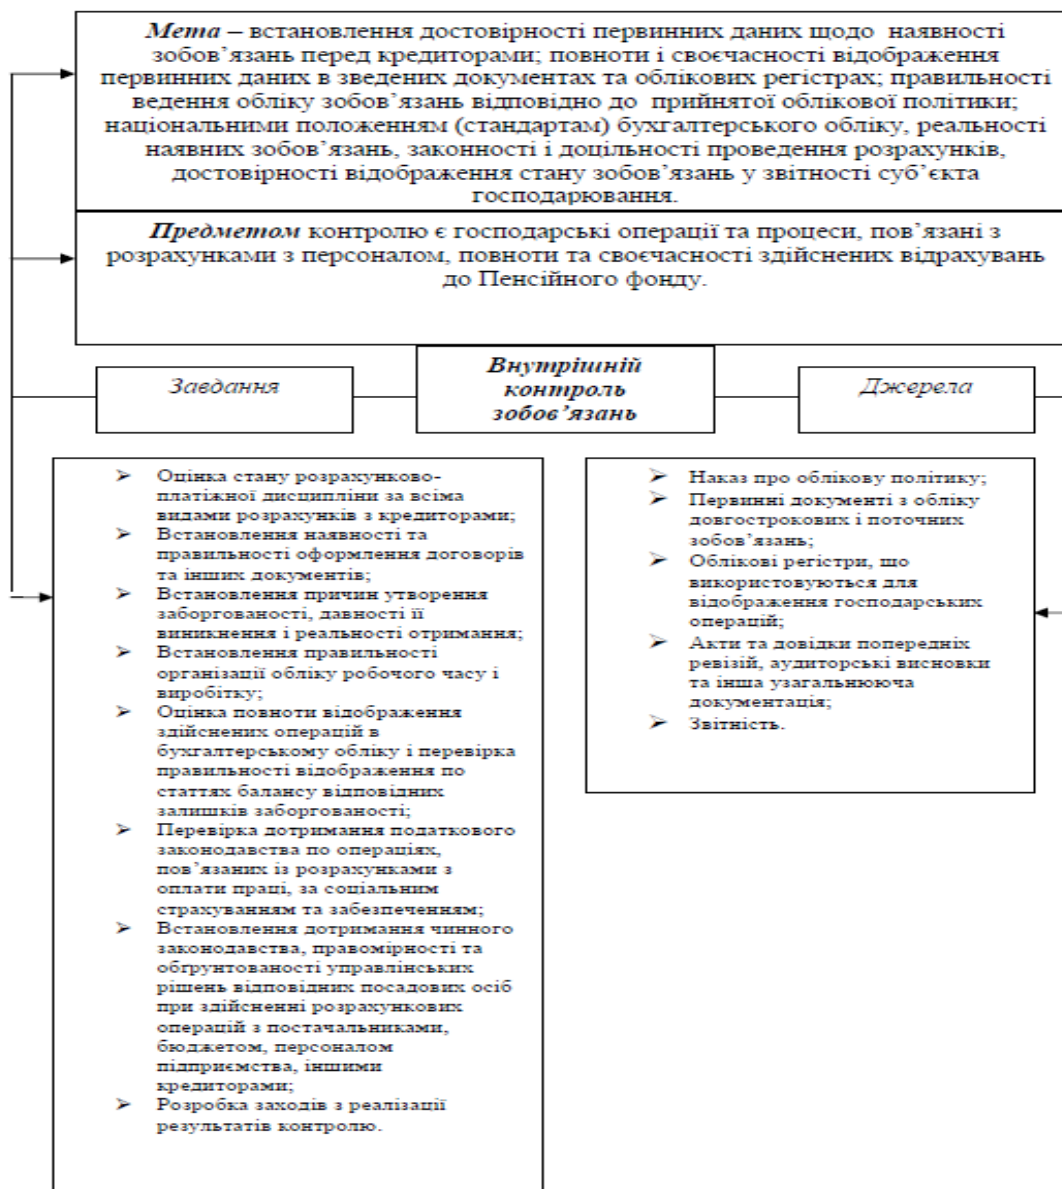 Мета – встановлення достовірності первинних даних щодо наявності
зобов’язань перед кредиторами; повноти і своєчасності відображення
первинних даних в зведених документах та облікових регістрах; правильності
ведення обліку зобов’язань відповідно до прийнятої облікової політики;
національними положенням (стандартам) бухгалтерського обліку, реальності
наявних зобов’язань, законності і доцільності проведення розрахунків,
достовірності відображення стану зобов’язань у звітності суб’єкта
господарювання.
Предметом контролю є господарські операції та процеси, пов’язані з
розрахунками з персоналом, повноти та своєчасності здійснених відрахувань
до Пенсійного фонду.
Завдання
Внутрішній
контроль
зобов’язань
Джерела
➢ Оцінка стану розрахунково-
платіжної дисципліни за всіма
видами розрахунків з кредиторами;
➢ Встановлення наявності та
правильності оформлення договорів
та інших документів;
➢ Встановлення причин утворення
заборгованості, давності її
виникнення і реальності отримання;
➢ Встановлення правильності
організації обліку робочого часу і
виробітку;
➢ Оцінка повноти відображення
здійснених операцій в
бухгалтерському обліку і перевірка
правильності відображення по
статтях балансу відповідних
залишків заборгованості;
➢ Перевірка дотримання податкового
законодавства по операціях,
пов’язаних із розрахунками з
оплати праці, за соціальним
страхуванням та забезпеченням;
➢ Встановлення дотримання чинного
законодавства, правомірності та
обґрунтованості управлінських
рішень відповідних посадових осіб
при здійсненні розрахункових
операцій з постачальниками,
бюджетом, персоналом
підприємства, іншими
кредиторами;
➢ Розробка заходів з реалізації
результатів контролю.
➢ Наказ про облікову політику;
➢ Первинні документі з обліку
довгострокових і поточних
зобов’язань;
➢ Облікові регістри, що
використовуються для
відображення господарських
операцій;
➢ Акти та довідки попередніх
ревізій, аудиторські висновки
та інша узагальнююча
документація;
➢ Звітність.